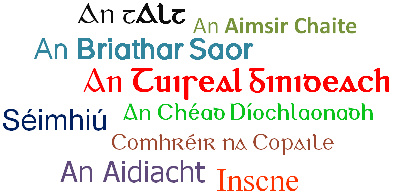 An tAlt
An Aimsir Chaite
An Briathar Saor
An Tuiseal Ginideach
Séimhiú
An Chéad Díochlaonadh
Comhréir na Copaile
An Aidiacht
Inscne